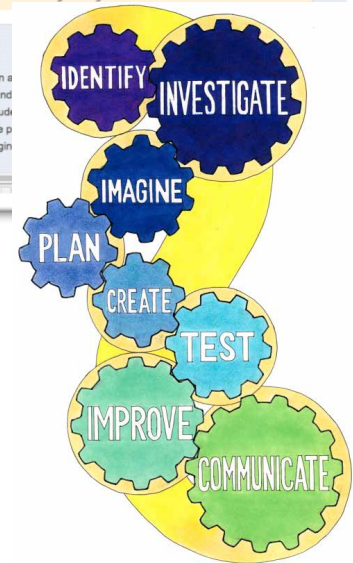 IDENTIFY
INVESTIGATE
IMAGINE
PLAN
CREATE
TEST
IMPROVE
COMMUNICATE